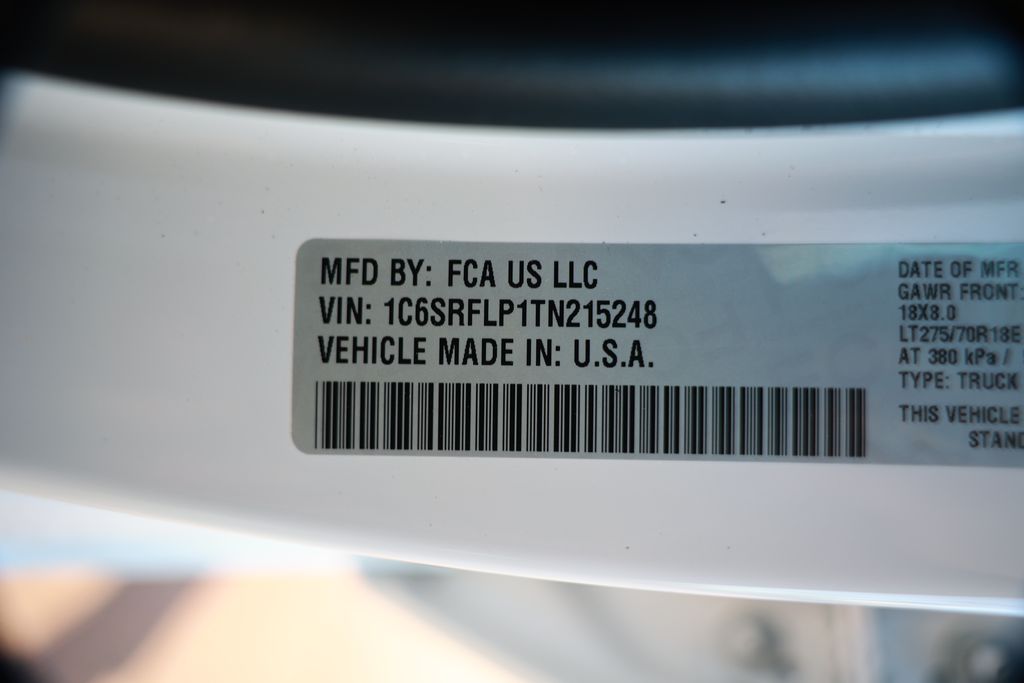 MFD BY: FCA US LLC
VIN: 1C6SRFLP1TN215248
VEHICLE MADE IN: U.S.A.
DATE OF MFR
GAWR FRONT:
18X8.0
LT275/70R18E
AT 380 kPa /
TYPE: TRUCK
THIS VEHICLE
STAND